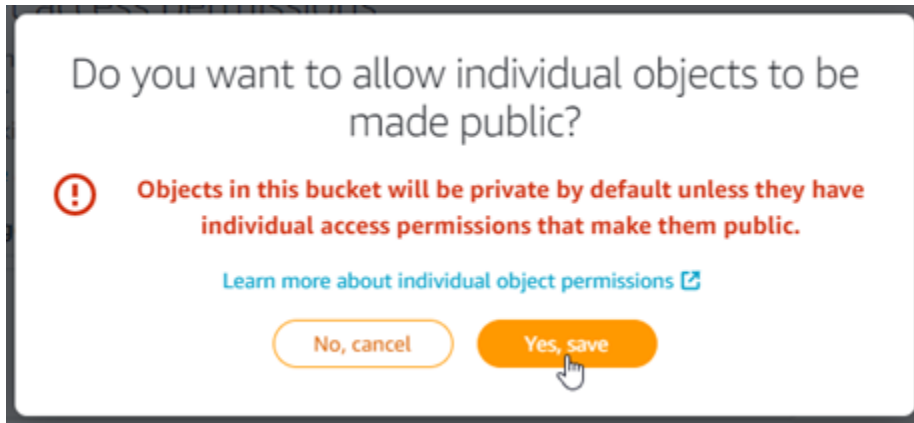 t access permissions
Do you want to allow individual objects to be
made public?
Objects in this bucket will be private by default unless they have
individual access permissions that make them public.
Learn more about individual object permissions
No, cancel
Yes, save